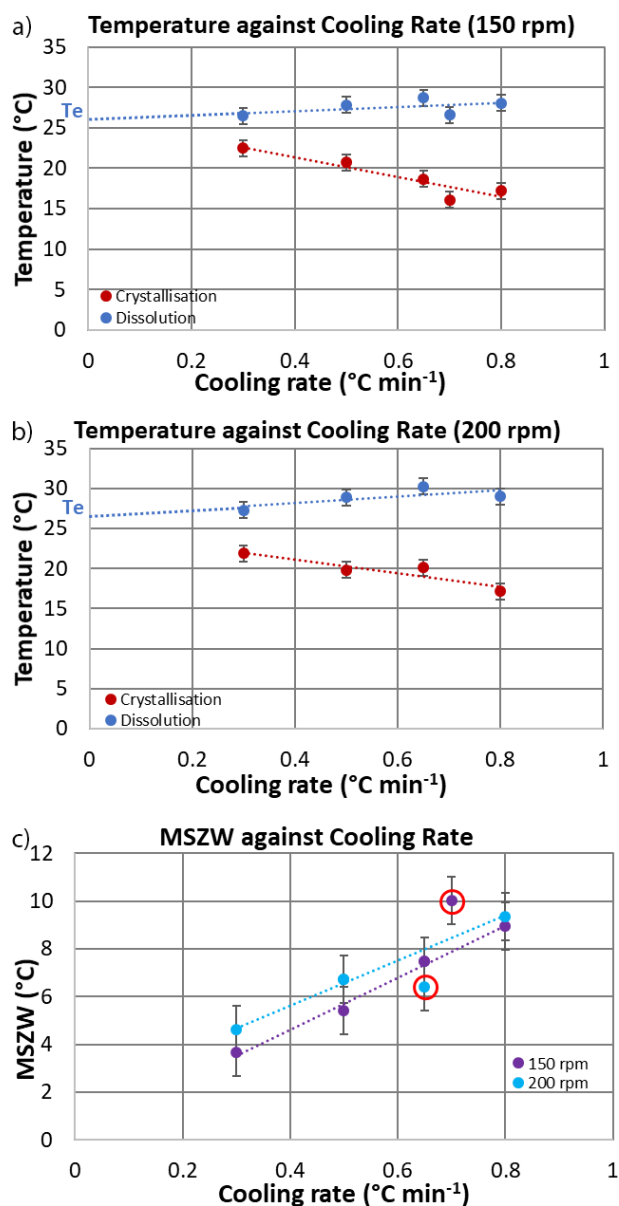 a) Temperature against Cooling Rate (150 rpm)
35
30
25
20
15
10
5
0
Te
Temperature (°C)
Crystallisation
Dissolution
0 0.2 0.4 0.6 0.8 1
Cooling rate (°C min⁻¹)
b) Temperature against Cooling Rate (200 rpm)
35
30
25
20
15
10
5
0
Te
Temperature (°C)
Crystallisation
Dissolution
0 0.2 0.4 0.6 0.8 1
Cooling rate (°C min⁻¹)
c) MSZW against Cooling Rate
12
10
8
6
4
2
0
MSZW (°C)
150 rpm
200 rpm
0 0.2 0.4 0.6 0.8 1
Cooling rate (°C min⁻¹)